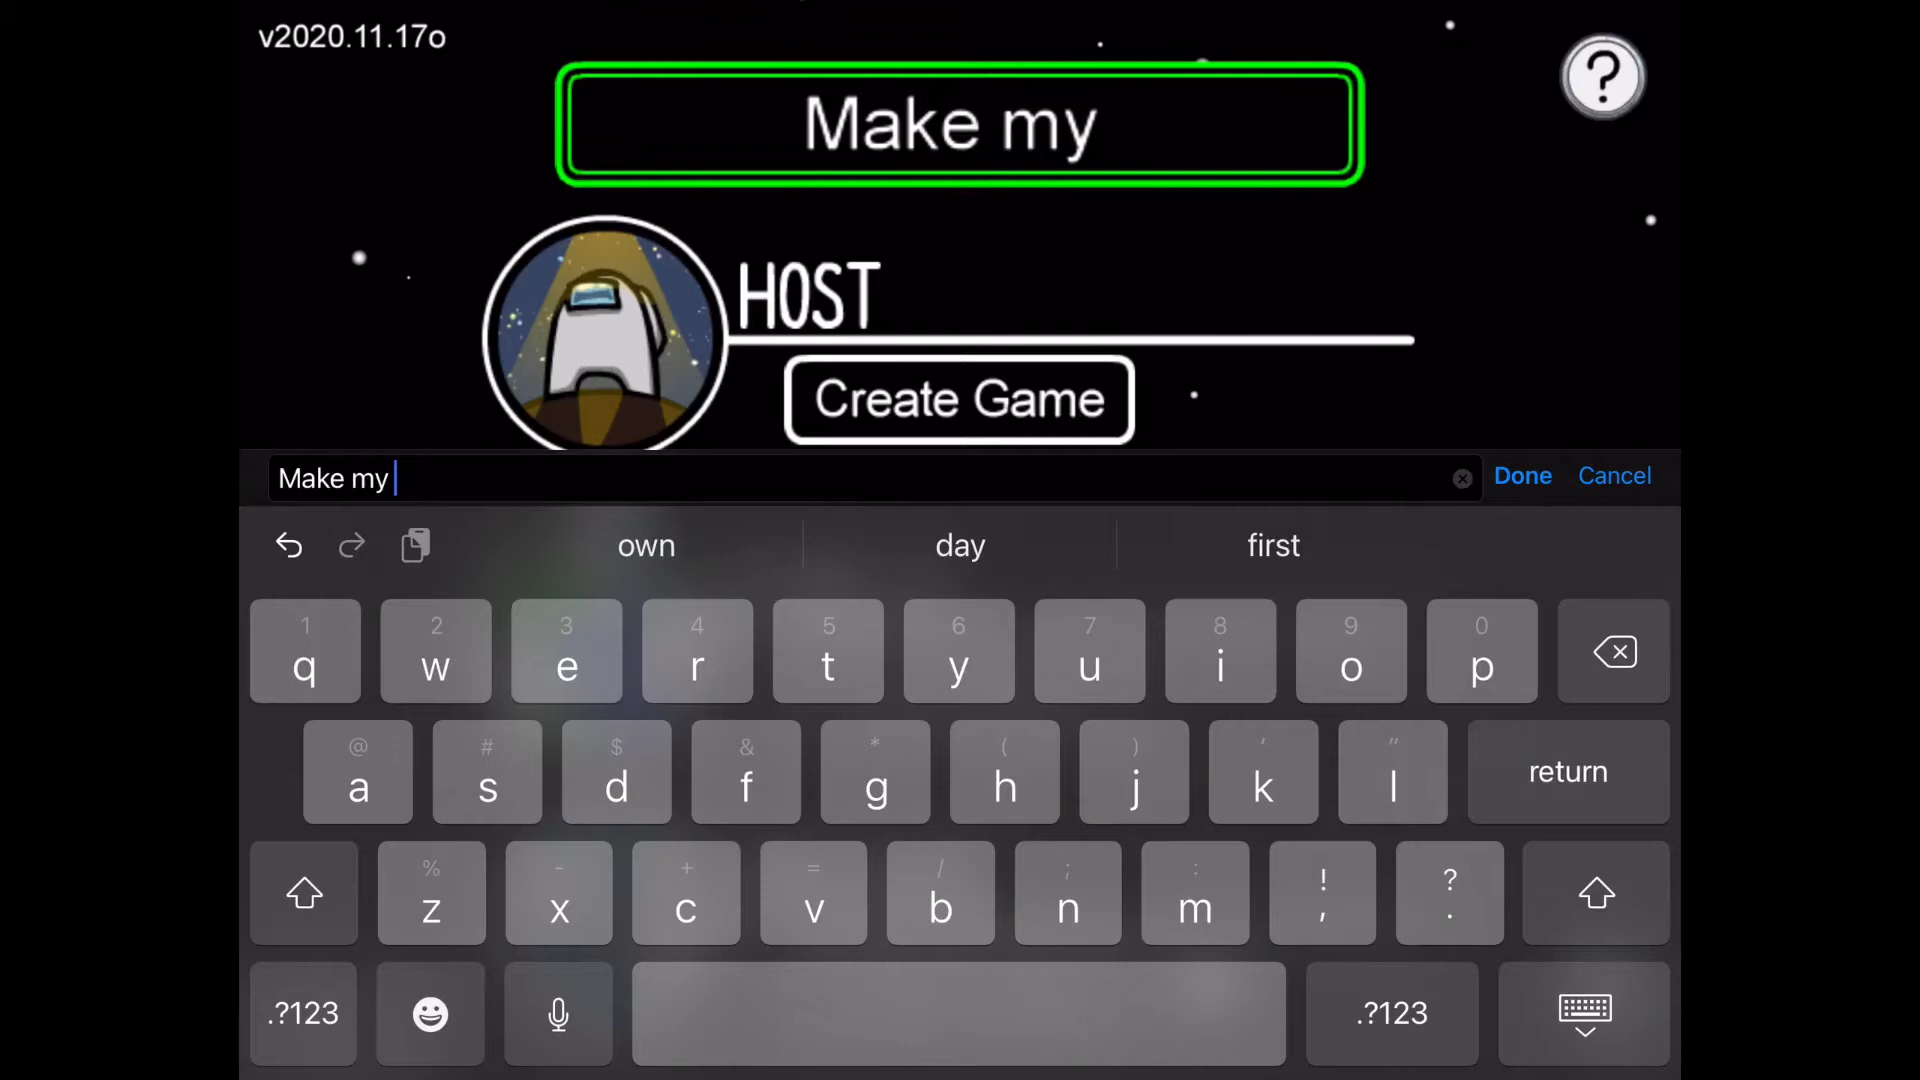 v2020.11.17o
?
Make my
HOST
Create Game
Make my
Done
Cancel
own
day
first
1 2 3 4 5 6 7 8 9 0
q w e r t y u i o p
@ # $ & * ( ) ' "
a s d f g h j k l
return
% - + = / ; : ! ?
z x c v b n m , .
.?123
.?123